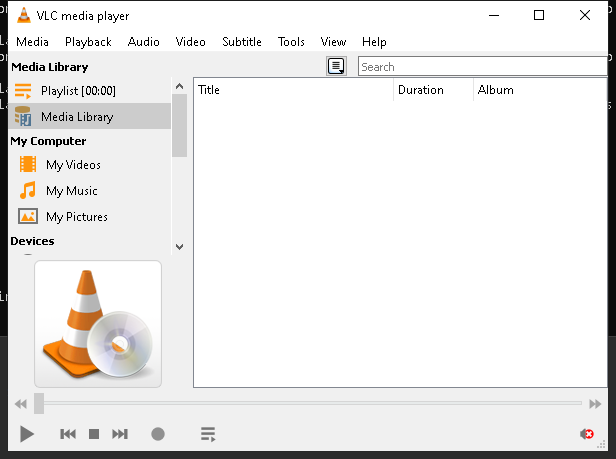 VLC media player
Media Playback Audio Video Subtitle Tools View Help
Media Library
Search
Playlist [00:00]
Title Duration Album
Media Library
My Computer
My Videos
My Music
My Pictures
Devices